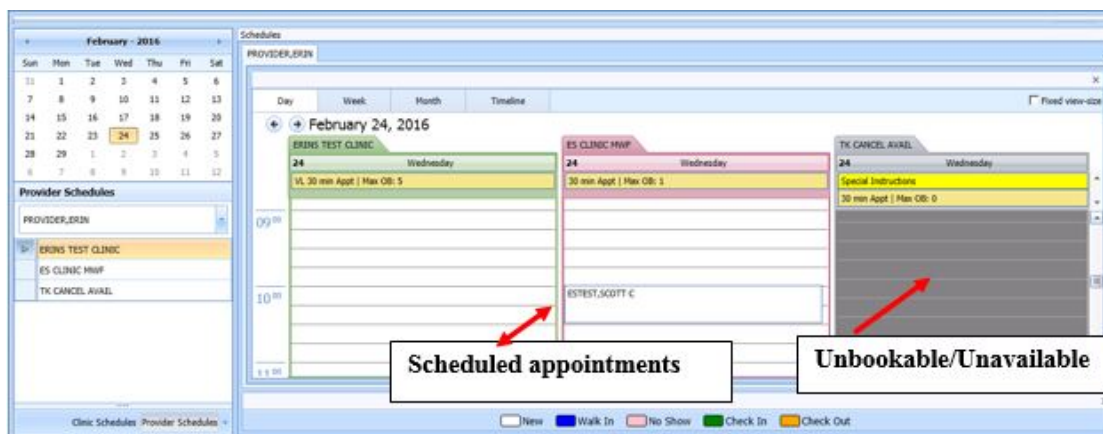 February - 2016
Sun Mon Tue Wed Thu Fri Sat
31 1 2 3 4 5 6
7 8 9 10 11 12 13
14 15 16 17 18 19 20
21 22 23 24 25 26 27
28 29 1 2 3 4 5
6 7 8 9 10 11 12
Provider Schedules
PROVIDER,ERIN
ERINS TEST CLINIC
ES CLINIC MWF
TK CANCEL AVAIL
Clinic Schedules Provider Schedules
Schedules
PROVIDER,ERIN
Day Week Month Timeline
Fixed view-size
February 24, 2016
ERINS TEST CLINIC
24 Wednesday
VL 30 min Appt | Max OB: 5
ES CLINIC MWF
24 Wednesday
30 min Appt | Max OB: 1
TK CANCEL AVAIL
24 Wednesday
Special Instructions
30 min Appt | Max OB: 0
09 00
10 00
11 00
ESTEST,SCOTT C
Scheduled appointments
Unbookable/Unavailable
New Walk In No Show Check In Check Out